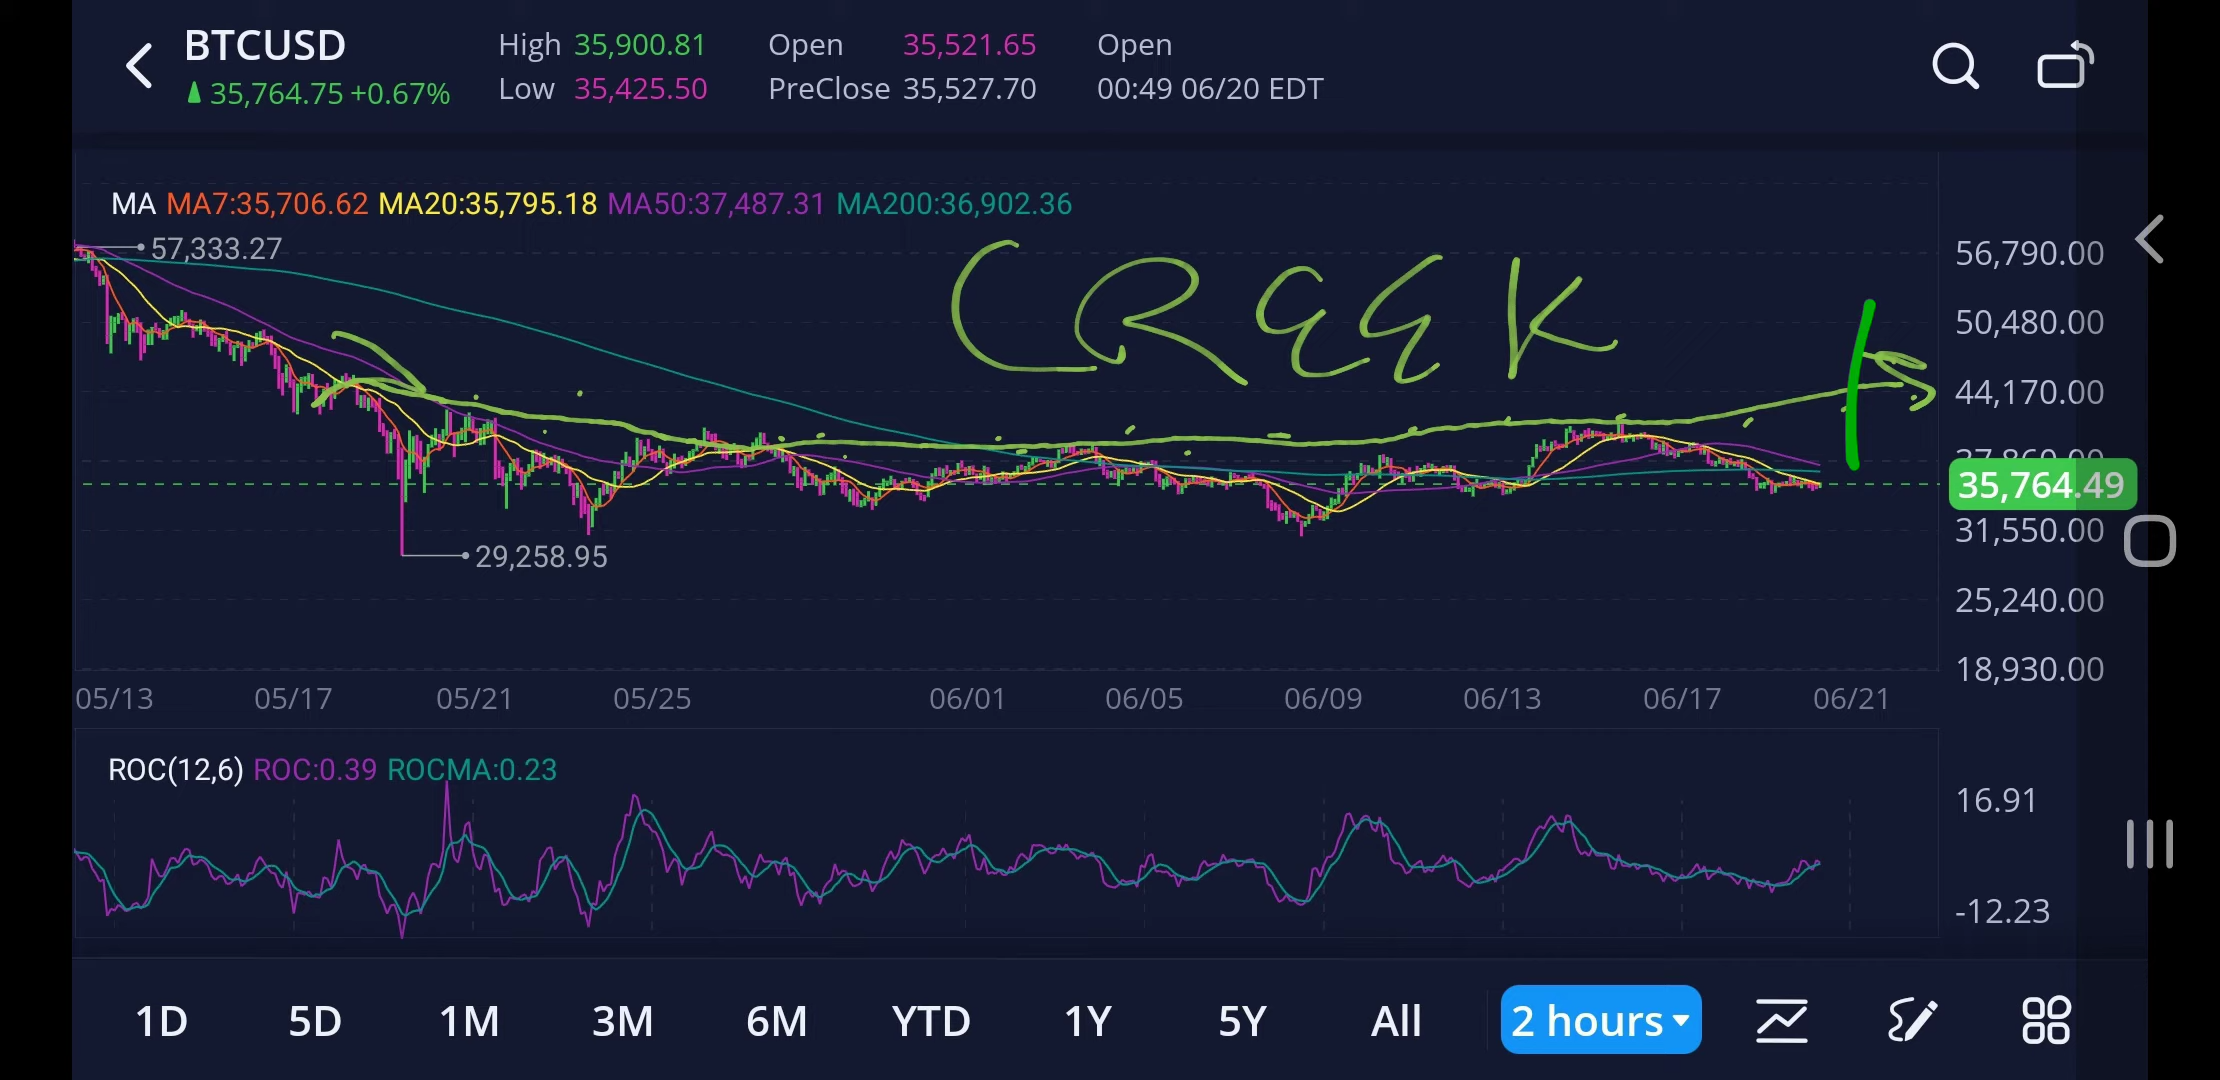 BTCUSD High 35,900.81 Open 35,521.65 Open
35,764.75 +0.67% Low 35,425.50 PreClose 35,527.70 00:49 06/20 EDT
MA MA7:35,706.62 MA20:35,795.18 MA50:37,487.31 MA200:36,902.36
57,333.27
CREEK
56,790.00
50,480.00
44,170.00
37,860.00
35,764.49
31,550.00
29,258.95
25,240.00
18,930.00
05/13 05/17 05/21 05/25 06/01 06/05 06/09 06/13 06/17 06/21
ROC(12,6) ROC:0.39 ROCMA:0.23
16.91
-12.23
1D 5D 1M 3M 6M YTD 1Y 5Y All 2 hours